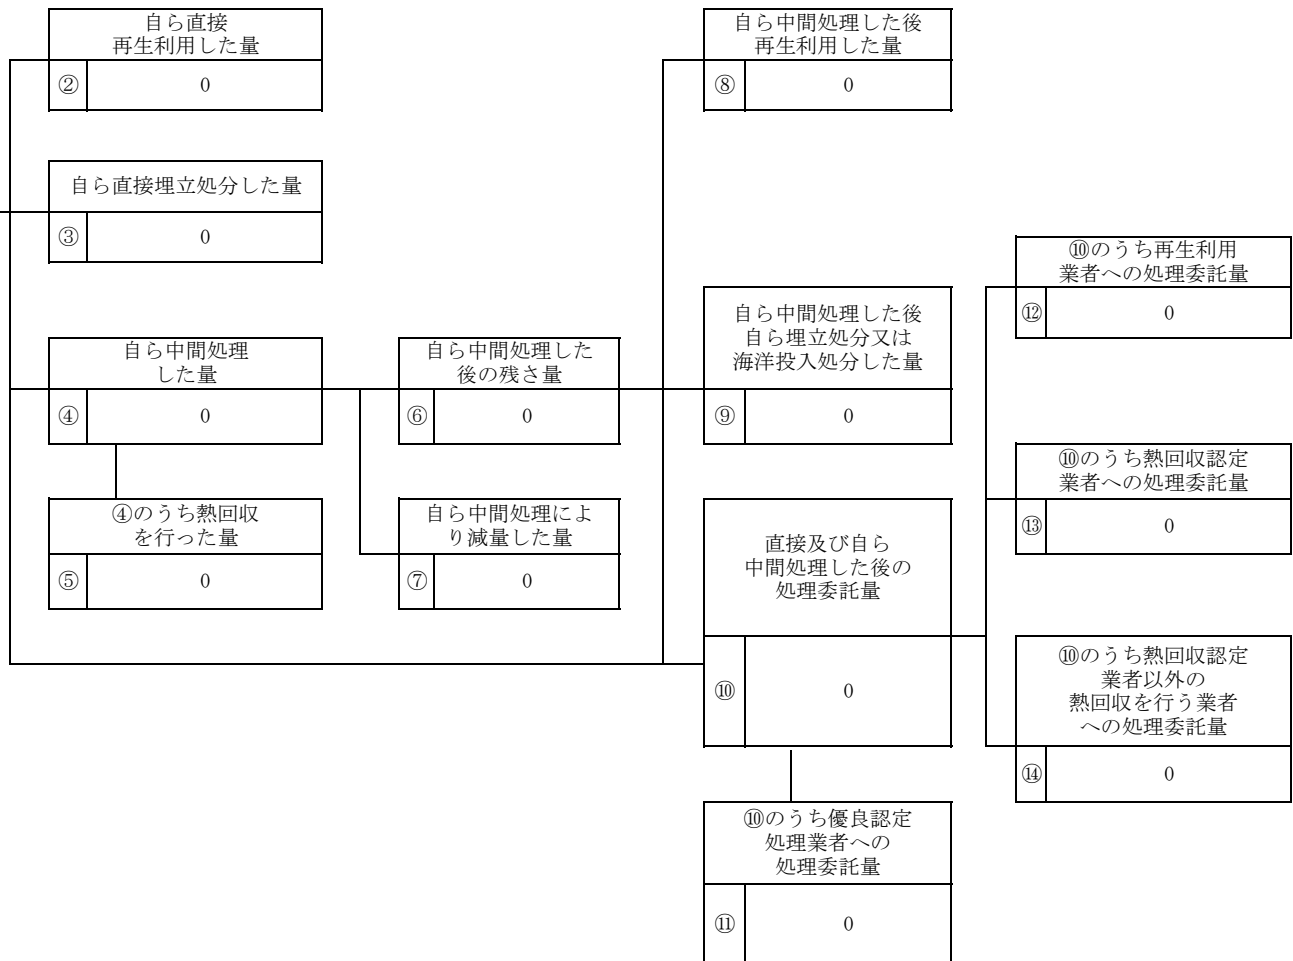 自ら直接
再生利用した量
② 0
自ら直接埋立処分した量
③ 0
自ら中間処理
した量
④ 0
④のうち熱回収
を行った量
⑤ 0
自ら中間処理した
後の残さ量
⑥ 0
自ら中間処理によ
り減量した量
⑦ 0
自ら中間処理した後
再生利用した量
⑧ 0
自ら中間処理した後
自ら埋立処分又は
海洋投入処分した量
⑨ 0
直接及び自ら
中間処理した後の
処理委託量
⑩ 0
⑩のうち優良認定
処理業者への
処理委託量
⑪ 0
⑩のうち再生利用
業者への処理委託量
⑫ 0
⑩のうち熱回収認定
業者への処理委託量
⑬ 0
⑩のうち熱回収認定
業者以外の
熱回収を行う業者
への処理委託量
⑭ 0